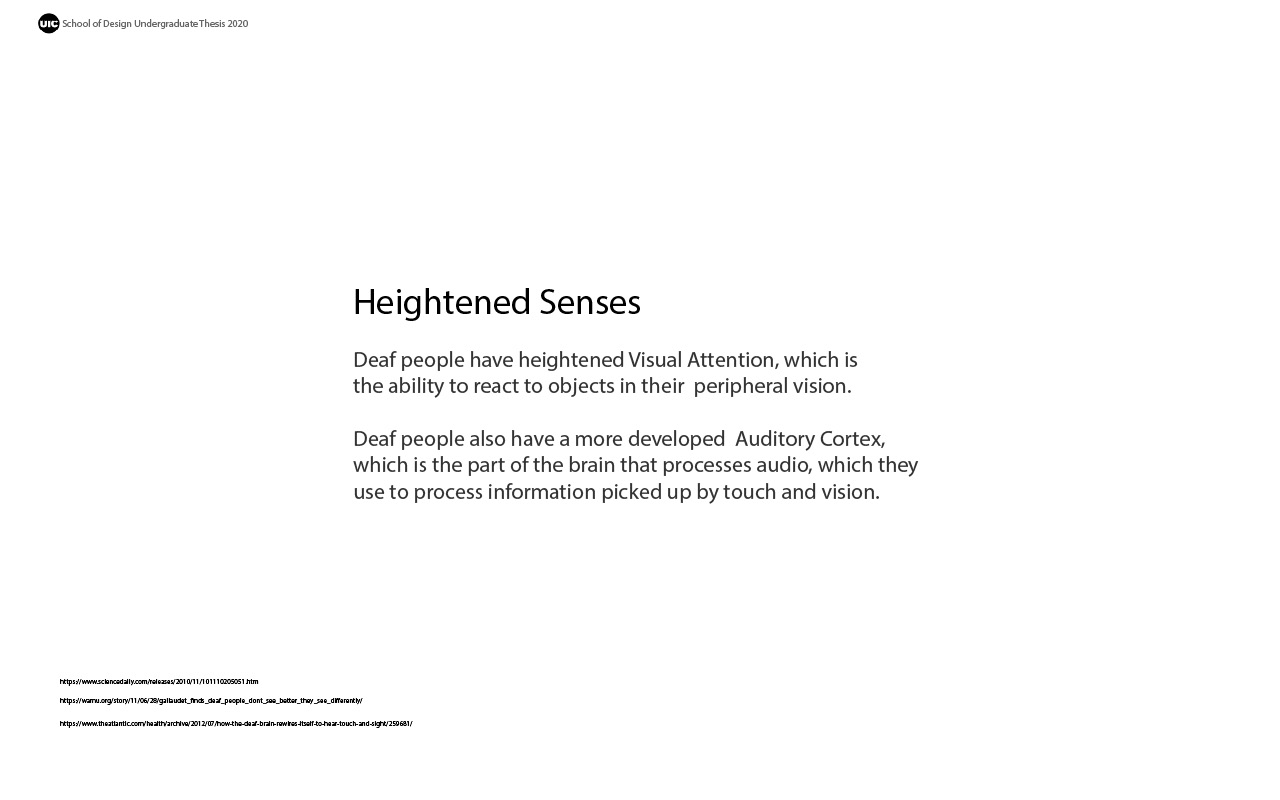 UIC School of Design Undergraduate Thesis 2020
Heightened Senses
Deaf people have heightened Visual Attention, which is
the ability to react to objects in their  peripheral vision.
Deaf people also have a more developed  Auditory Cortex,
which is the part of the brain that processes audio, which they
use to process information picked up by touch and vision.
https://www.sciencedaily.com/releases/2010/11/101110205051.htm
https://wamu.org/story/11/06/28/gallaudet_finds_deaf_people_dont_see_better_they_see_differently/
https://www.theatlantic.com/health/archive/2012/07/how-the-deaf-brain-rewires-itself-to-hear-touch-and-sight/259681/